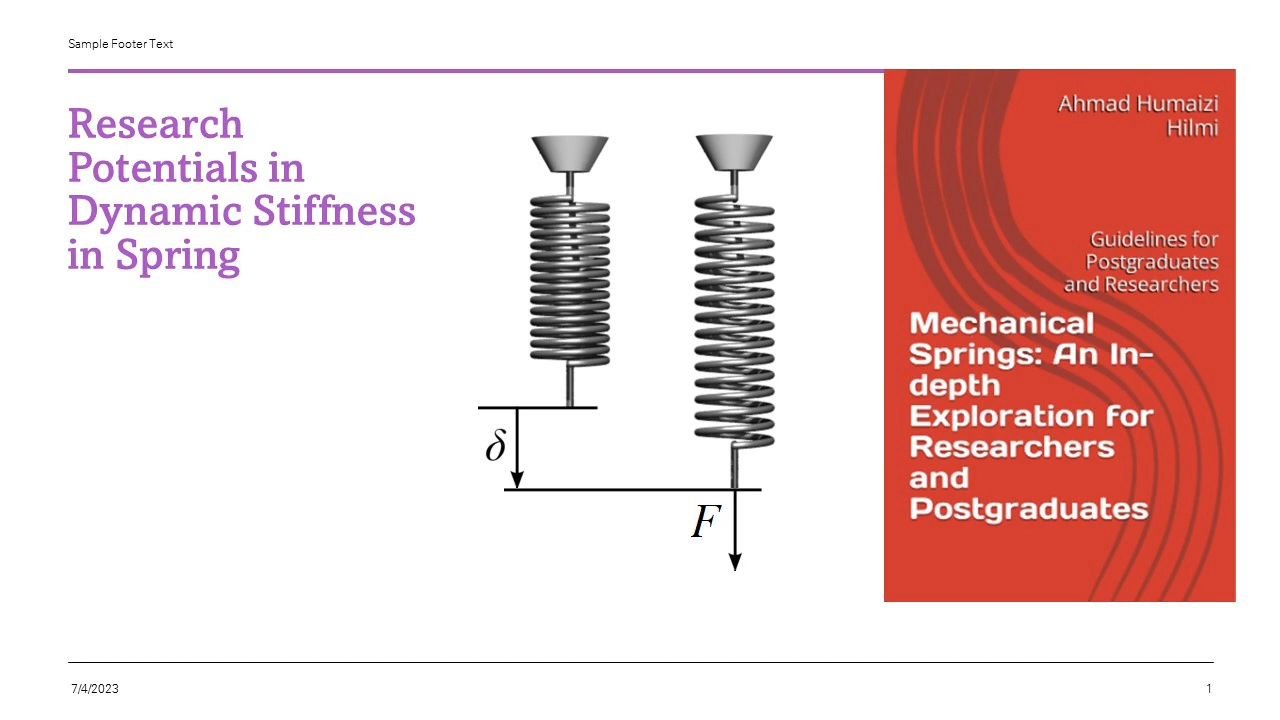 Sample Footer Text
Research
Potentials in
Dynamic Stiffness
in Spring
δ
F
Ahmad Humaizi
Hilmi
Guidelines for
Postgraduates
and Researchers
Mechanical
Springs: An In-
depth
Exploration for
Researchers
and
Postgraduates
7/4/2023
1